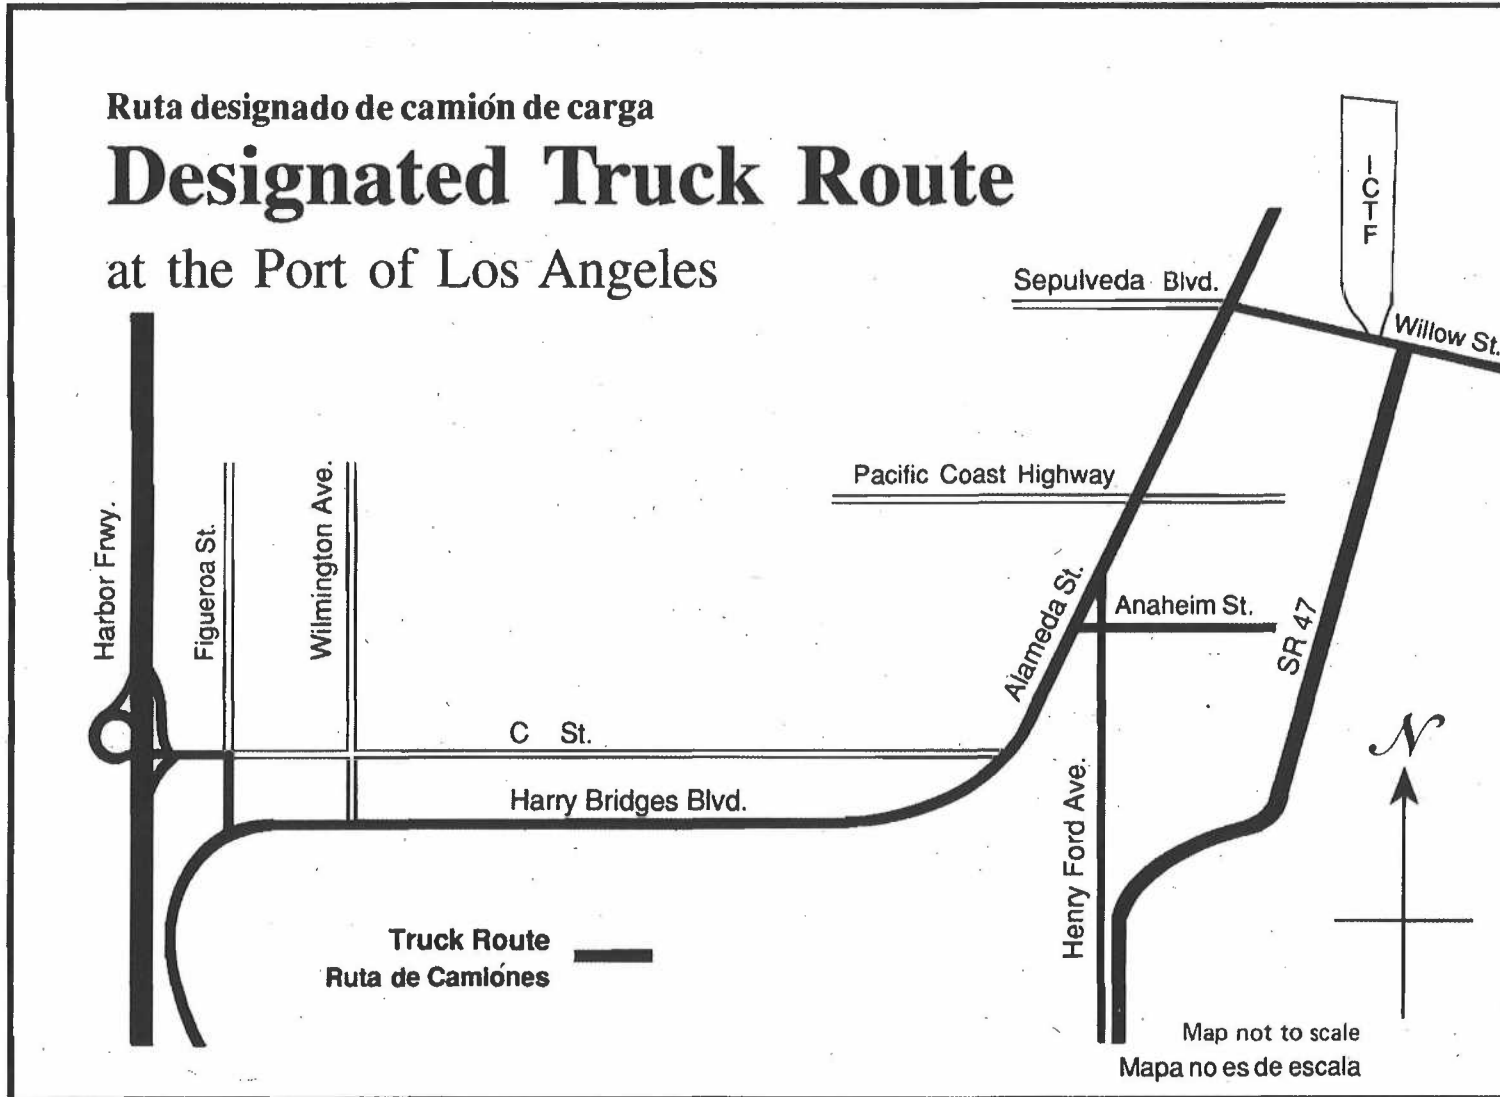 Ruta designado de camión de carga
Designated Truck Route
at the Port of Los Angeles
ICTF
Sepulveda Blvd.
Willow St.
Pacific Coast Highway
Harbor Frwy.
Figueroa St.
Wilmington Ave.
Alameda St.
Anaheim St.
SR 47
C St.
Harry Bridges Blvd.
Henry Ford Ave.
N
Truck Route
Ruta de Camiónes
Map not to scale
Mapa no es de escala